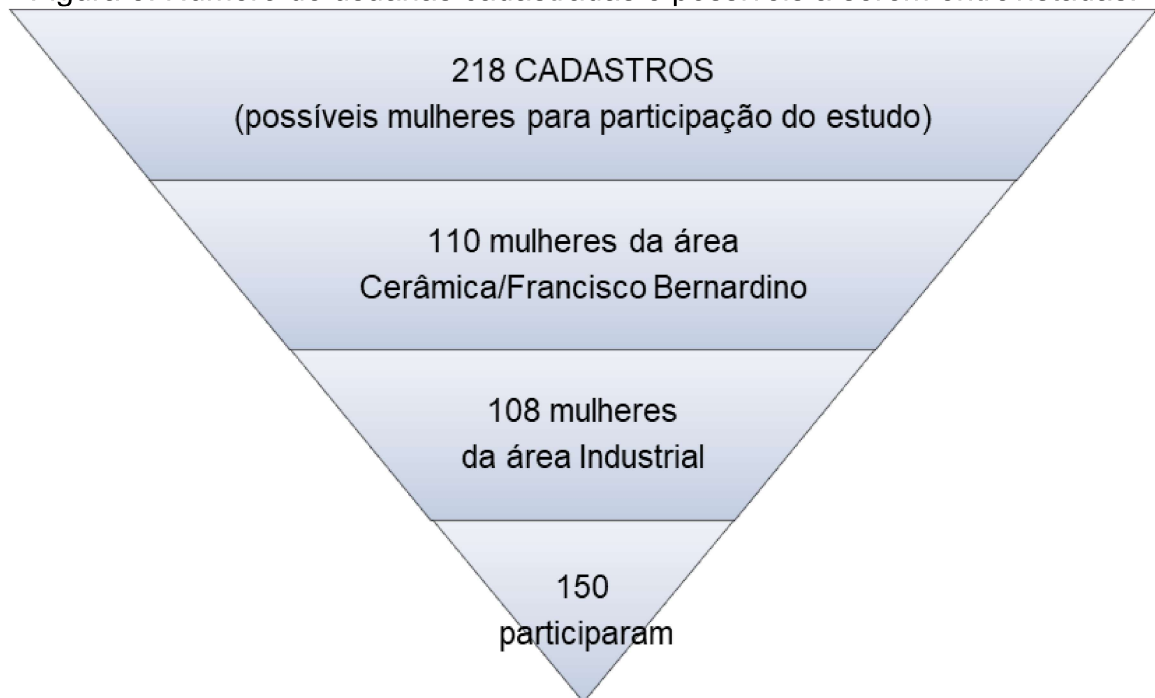 218 CADASTROS
(possíveis mulheres para participação do estudo)
110 mulheres da área
Cerâmica/Francisco Bernardino
108 mulheres
da área Industrial
150
participaram